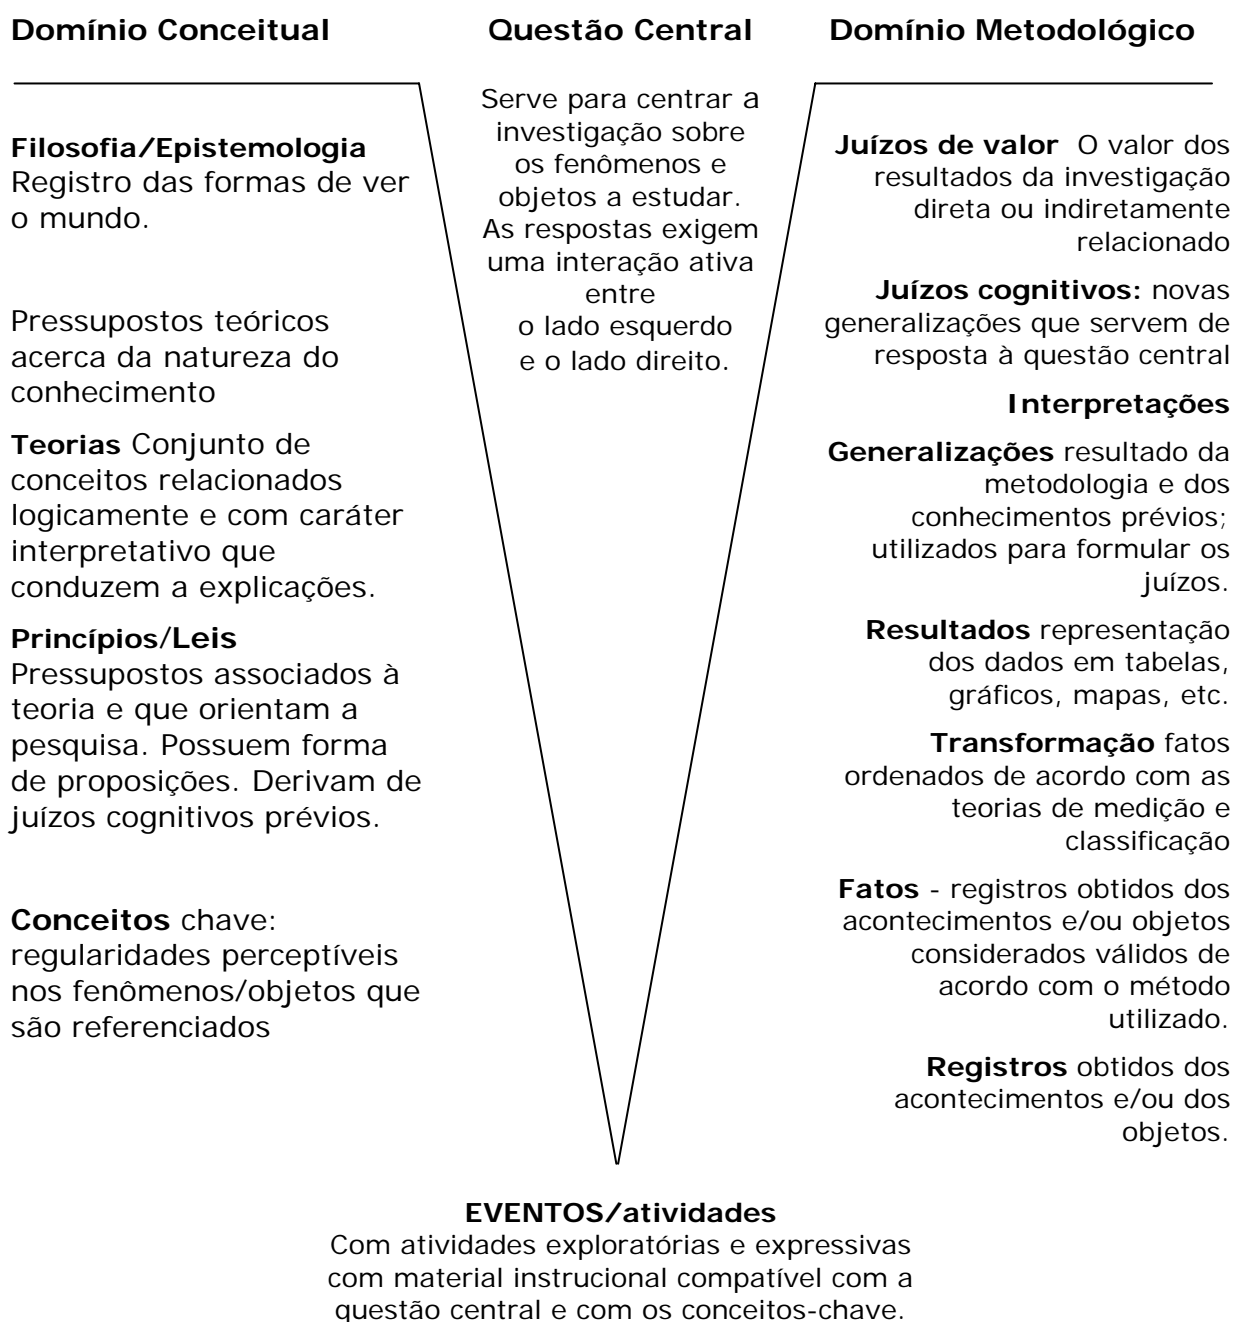 Domínio Conceitual
Questão Central
Domínio Metodológico
Filosofia/Epistemologia
Registro das formas de ver
o mundo.
Pressupostos teóricos
acerca da natureza do
conhecimento
Teorias Conjunto de
conceitos relacionados
logicamente e com caráter
interpretativo que
conduzem a explicações.
Princípios/Leis
Pressupostos associados à
teoria e que orientam a
pesquisa. Possuem forma
de proposições. Derivam de
juízos cognitivos prévios.
Conceitos chave:
regularidades perceptíveis
nos fenômenos/objetos que
são referenciados
Serve para centrar a
investigação sobre
os fenômenos e
objetos a estudar.
As respostas exigem
uma interação ativa
entre
o lado esquerdo
e o lado direito.
Juízos de valor O valor dos
resultados da investigação
direta ou indiretamente
relacionado
Juízos cognitivos: novas
generalizações que servem de
resposta à questão central
Interpretações
Generalizações resultado da
metodologia e dos
conhecimentos prévios;
utilizados para formular os
juízos.
Resultados representação
dos dados em tabelas,
gráficos, mapas, etc.
Transformação fatos
ordenados de acordo com as
teorias de medição e
classificação
Fatos - registros obtidos dos
acontecimentos e/ou objetos
considerados válidos de
acordo com o método
utilizado.
Registros obtidos dos
acontecimentos e/ou dos
objetos.
EVENTOS/atividades
Com atividades exploratórias e expressivas
com material instrucional compatível com a
questão central e com os conceitos-chave.